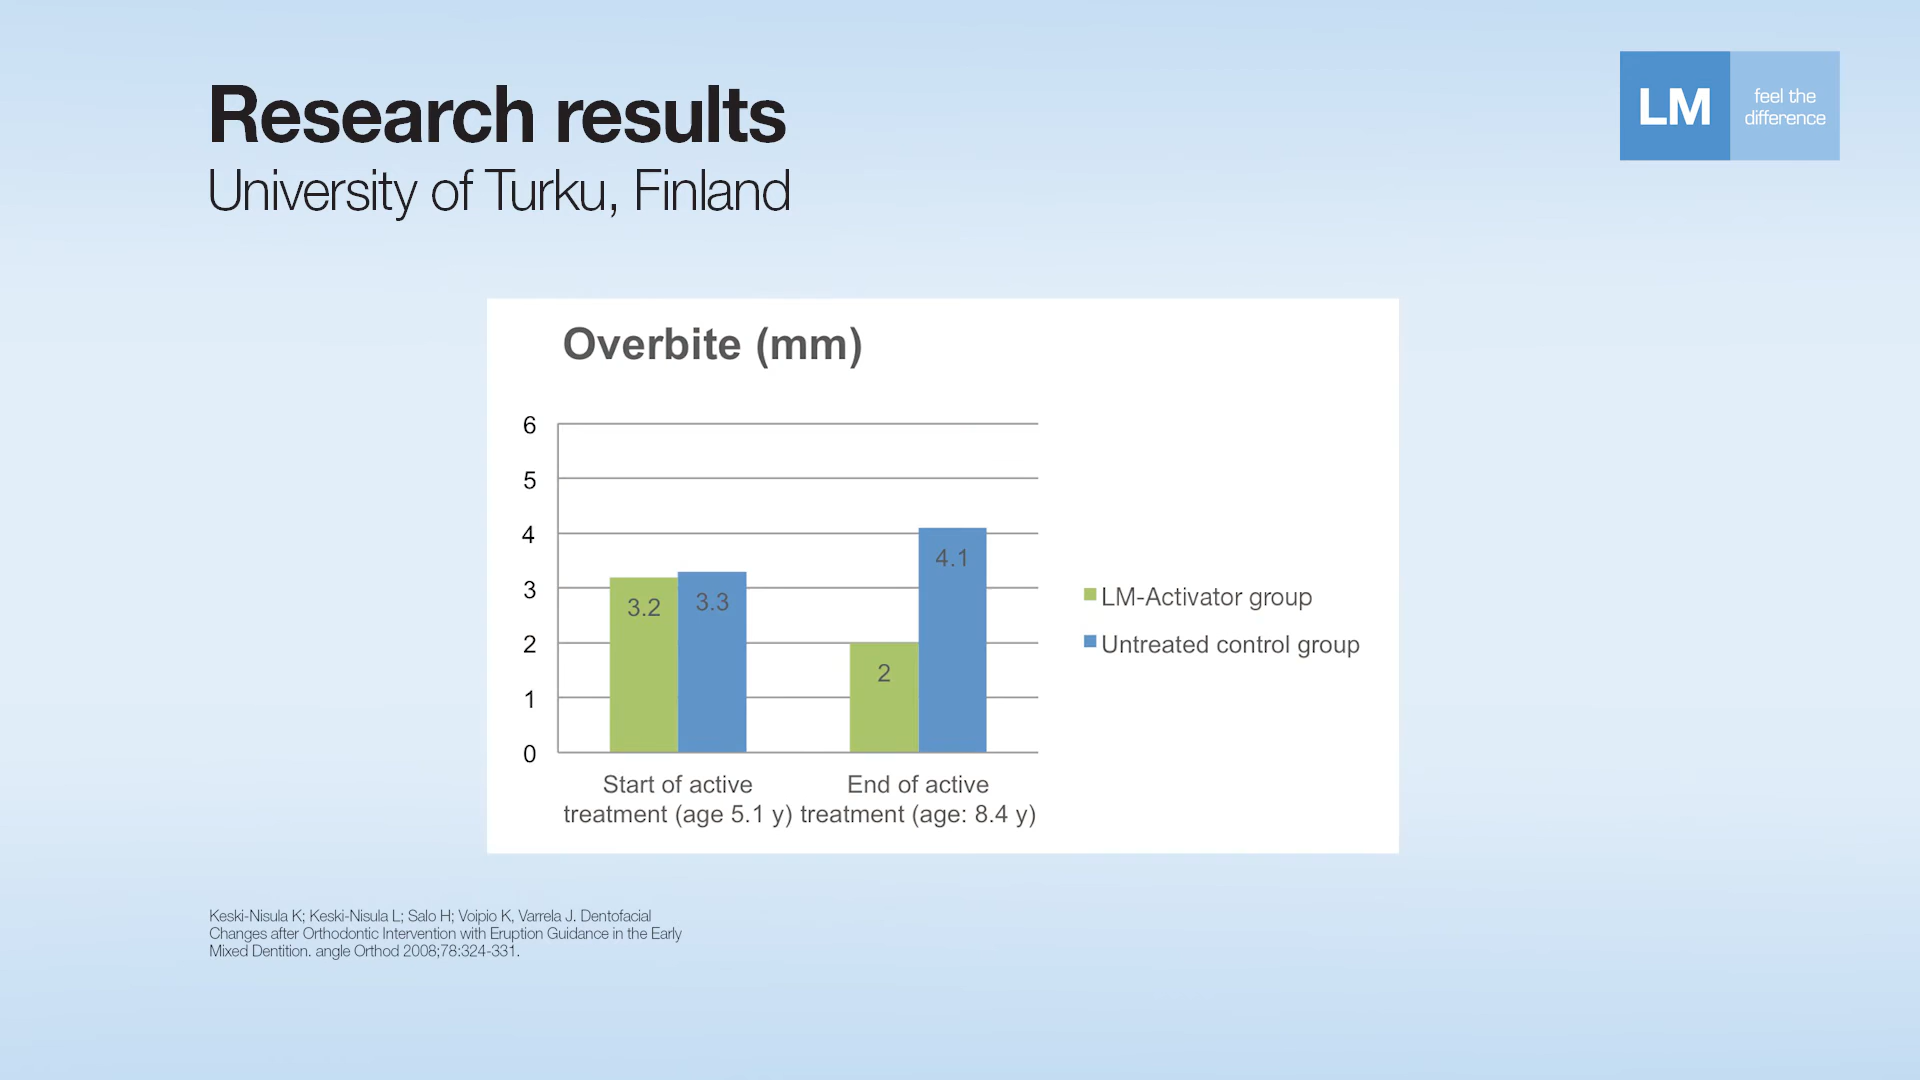 Research results
University of Turku, Finland
LM
feel the
difference
Overbite (mm)
6
5
4
3
2
1
0
3.2
3.3
2
4.1
Start of active
treatment (age 5.1 y)
End of active
treatment (age: 8.4 y)
LM-Activator group
Untreated control group
Keski-Nisula K; Keski-Nisula L; Salo H; Voipio K, Varrela J. Dentofacial
Changes after Orthodontic Intervention with Eruption Guidance in the Early
Mixed Dentition. angle Orthod 2008;78:324-331.